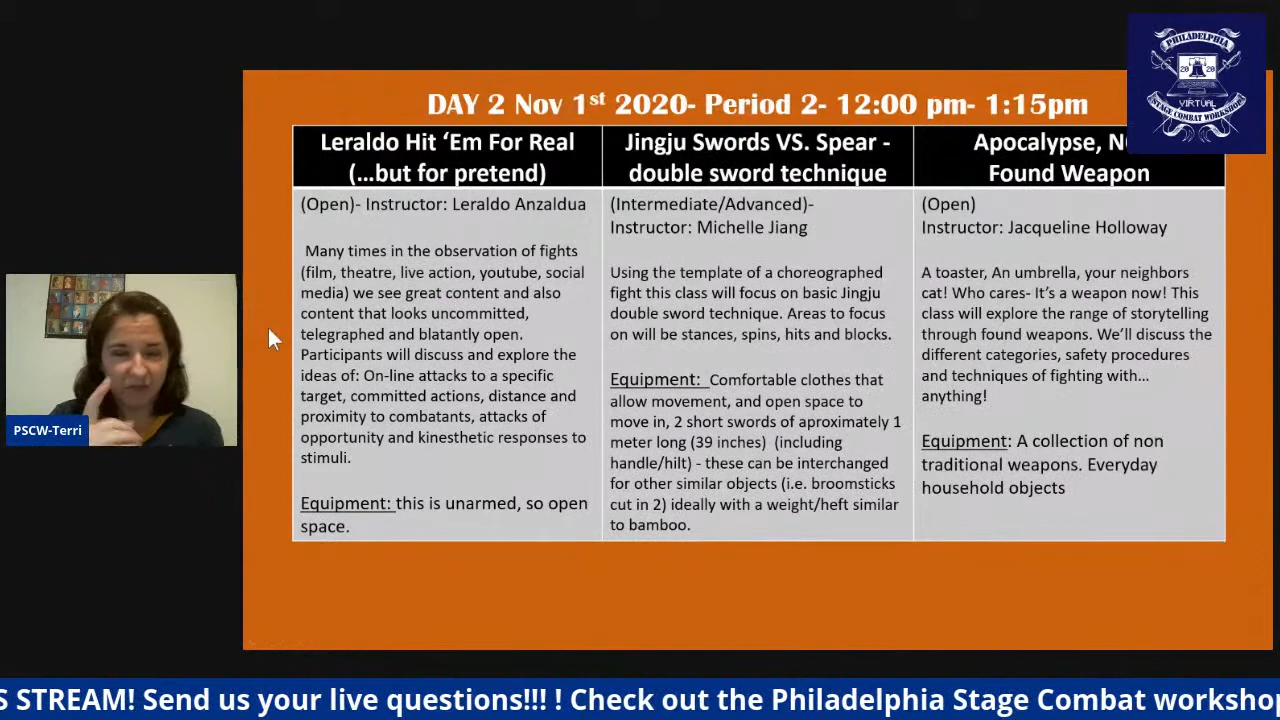 PHILADELPHIA
20 20
VIRTUAL
STAGE COMBAT WORKSHOP
DAY 2 Nov 1st 2020- Period 2- 12:00 pm- 1:15pm
Leraldo Hit ‘Em For Real
(…but for pretend)
(Open)- Instructor: Leraldo Anzaldua
Many times in the observation of fights
(film, theatre, live action, youtube, social
media) we see great content and also
content that looks uncommitted,
telegraphed and blatantly open.
Participants will discuss and explore the
ideas of: On-line attacks to a specific
target, committed actions, distance and
proximity to combatants, attacks of
opportunity and kinesthetic responses to
stimuli.
Equipment: this is unarmed, so open
space.
Jingju Swords VS. Spear -
double sword technique
(Intermediate/Advanced)-
Instructor: Michelle Jiang
Using the template of a choreographed
fight this class will focus on basic Jingju
double sword technique. Areas to focus
on will be stances, spins, hits and blocks.
Equipment: Comfortable clothes that
allow movement, and open space to
move in, 2 short swords of aproximately 1
meter long (39 inches) (including
handle/hilt) - these can be interchanged
for other similar objects (i.e. broomsticks
cut in 2) ideally with a weight/heft similar
to bamboo.
Apocalypse,
Found Weapon
(Open)
Instructor: Jacqueline Holloway
A toaster, An umbrella, your neighbors
cat! Who cares- It’s a weapon now! This
class will explore the range of storytelling
through found weapons. We’ll discuss the
different categories, safety procedures
and techniques of fighting with…
anything!
Equipment: A collection of non
traditional weapons. Everyday
household objects
PSCW-Terri
S STREAM! Send us your live questions!!! ! Check out the Philadelphia Stage Combat workshop